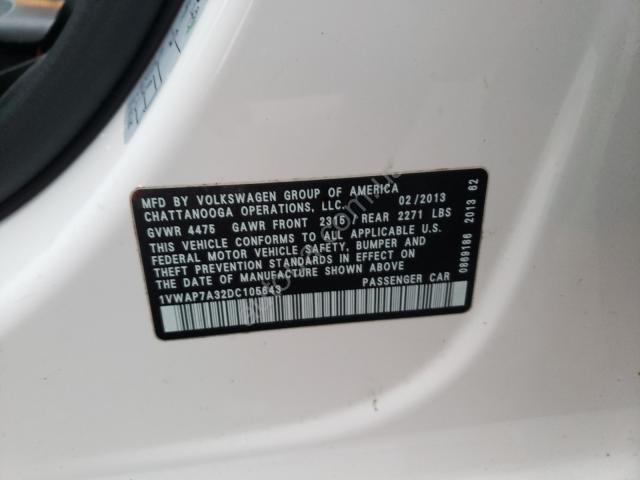 MFD BY VOLKSWAGEN GROUP OF AMERICA
CHATTANOOGA OPERATIONS, LLC. 02/2013
GVWR 4475 GAWR FRONT 2315/ REAR 2271 LBS
THIS VEHICLE CONFORMS TO ALL APPLICABLE U.S.
FEDERAL MOTOR VEHICLE SAFETY, BUMPER AND
THEFT PREVENTION STANDARDS IN EFFECT ON
THE DATE OF MANUFACTURE SHOWN ABOVE
1VWAP7A32DC105843 PASSENGER CAR
0869186 2013 62